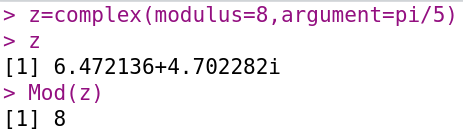 > z=complex(modulus=8,argument=pi/5)
> z
[1] 6.472136+4.702282i
> Mod(z)
[1] 8